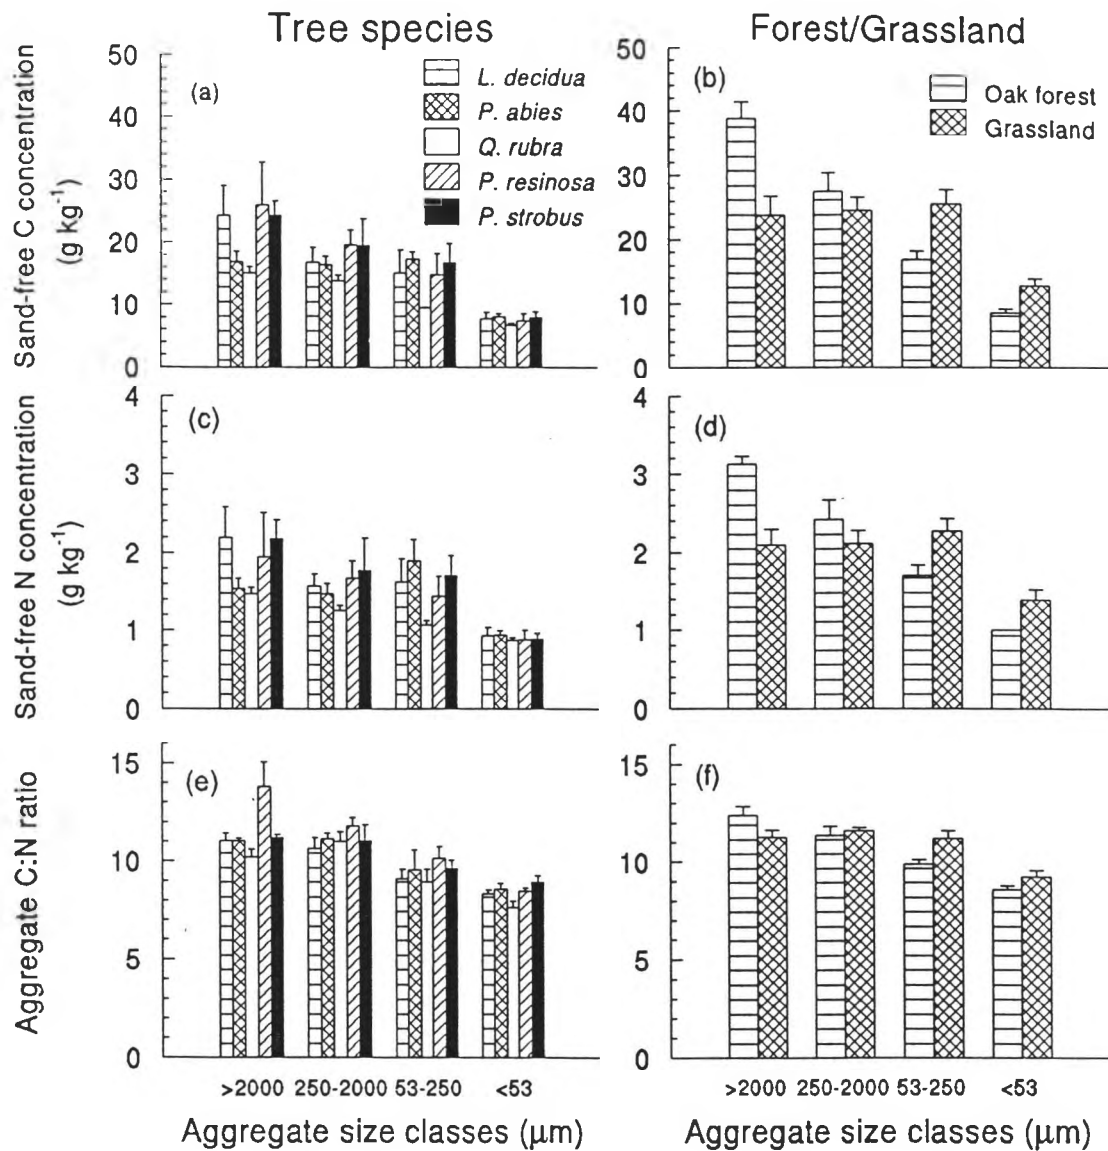 Tree species
Forest/Grassland
Sand-free C concentration
(g kg⁻¹)
50
40
30
20
10
0
(a)
L. decidua
P. abies
Q. rubra
P. resinosa
P. strobus
50
40
30
20
10
0
(b)
Oak forest
Grassland
Sand-free N concentration
(g kg⁻¹)
4
3
2
1
0
(c)
4
3
2
1
0
(d)
Aggregate C:N ratio
15
10
5
0
(e)
15
10
5
0
(f)
>2000 250-2000 53-250 <53
>2000 250-2000 53-250 <53
Aggregate size classes (µm)
Aggregate size classes (µm)